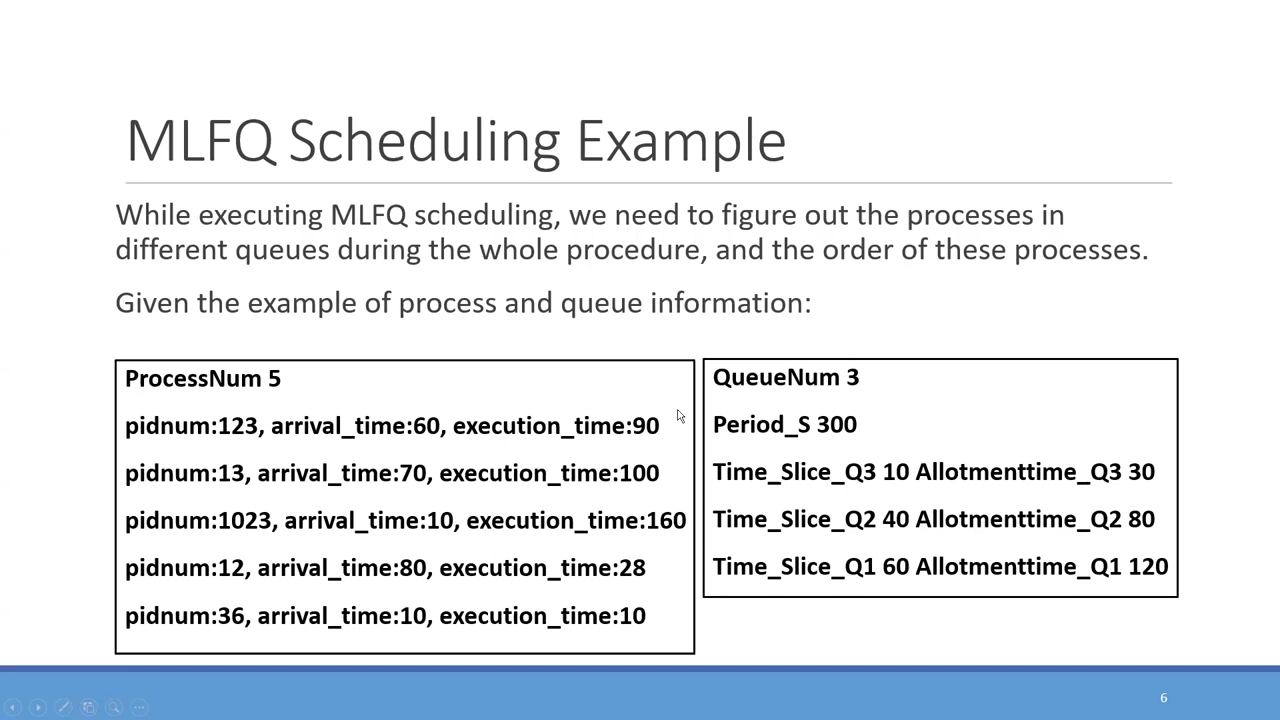 MLFQ Scheduling Example
While executing MLFQ scheduling, we need to figure out the processes in
different queues during the whole procedure, and the order of these processes.
Given the example of process and queue information:
ProcessNum 5
pidnum:123, arrival_time:60, execution_time:90
pidnum:13, arrival_time:70, execution_time:100
pidnum:1023, arrival_time:10, execution_time:160
pidnum:12, arrival_time:80, execution_time:28
pidnum:36, arrival_time:10, execution_time:10
QueueNum 3
Period_S 300
Time_Slice_Q3 10 Allotmenttime_Q3 30
Time_Slice_Q2 40 Allotmenttime_Q2 80
Time_Slice_Q1 60 Allotmenttime_Q1 120
6